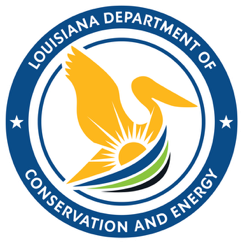 LOUISIANA DEPARTMENT OF
CONSERVATION AND ENERGY